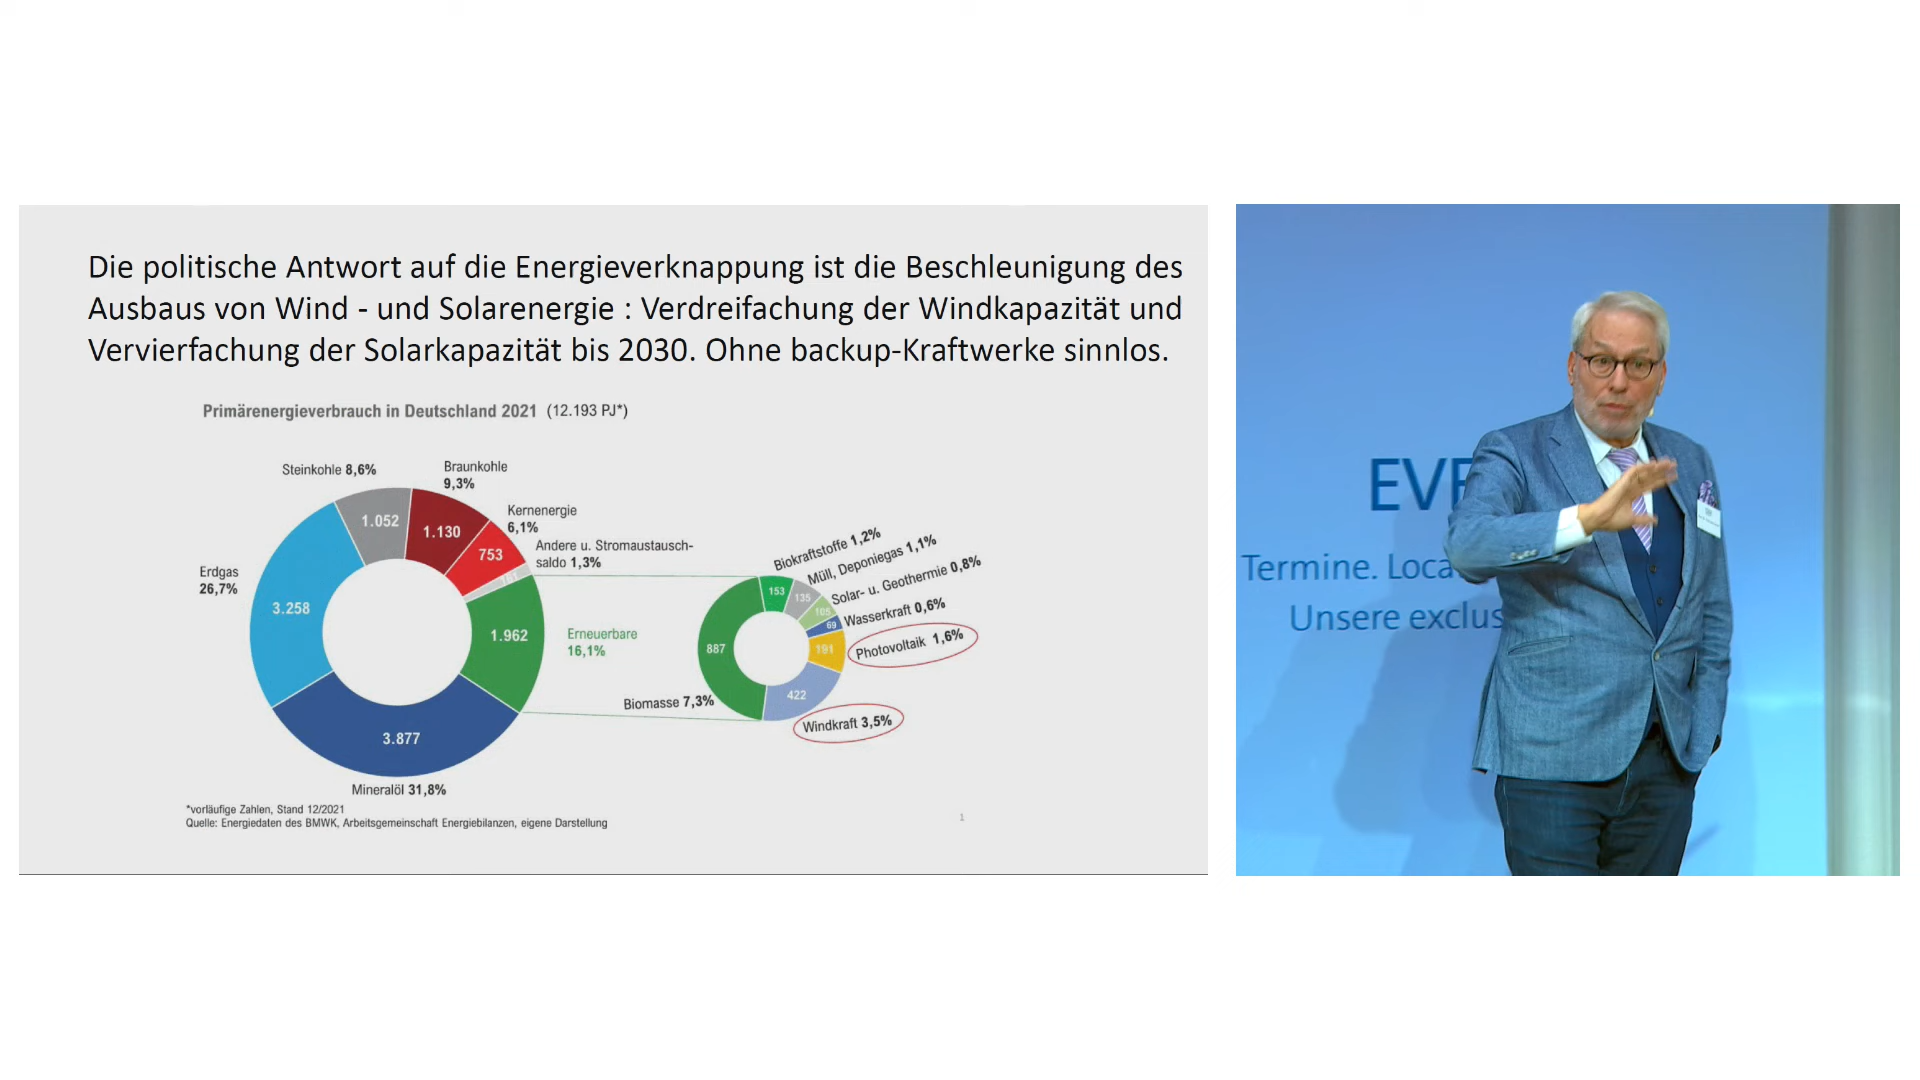 Die politische Antwort auf die Energieverknappung ist die Beschleunigung des
Ausbaus von Wind - und Solarenergie : Verdreifachung der Windkapazität und
Vervierfachung der Solarkapazität bis 2030. Ohne backup-Kraftwerke sinnlos.
Primärenergieverbrauch in Deutschland 2021 (12.193 PJ*)
Steinkohle 8,6%
Braunkohle
9,3%
Kernenergie
6,1%
Andere u. Stromaustausch-
saldo 1,3%
Erdgas
26,7%
1.052
1.130
753
3.258
1.962
3.877
Erneuerbare
16,1%
Mineralöl 31,8%
Biokraftstoffe 1,2%
Müll, Deponiegas 1,1%
Solar- u. Geothermie 0,8%
Wasserkraft 0,6%
Photovoltaik 1,6%
Windkraft 3,5%
Biomasse 7,3%
153
135
105
69
191
422
887
*vorläufige Zahlen, Stand 12/2021
Quelle: Energiedaten des BMWK, Arbeitsgemeinschaft Energiebilanzen, eigene Darstellung
1
EVE
Termine. Loca
Unsere exclus